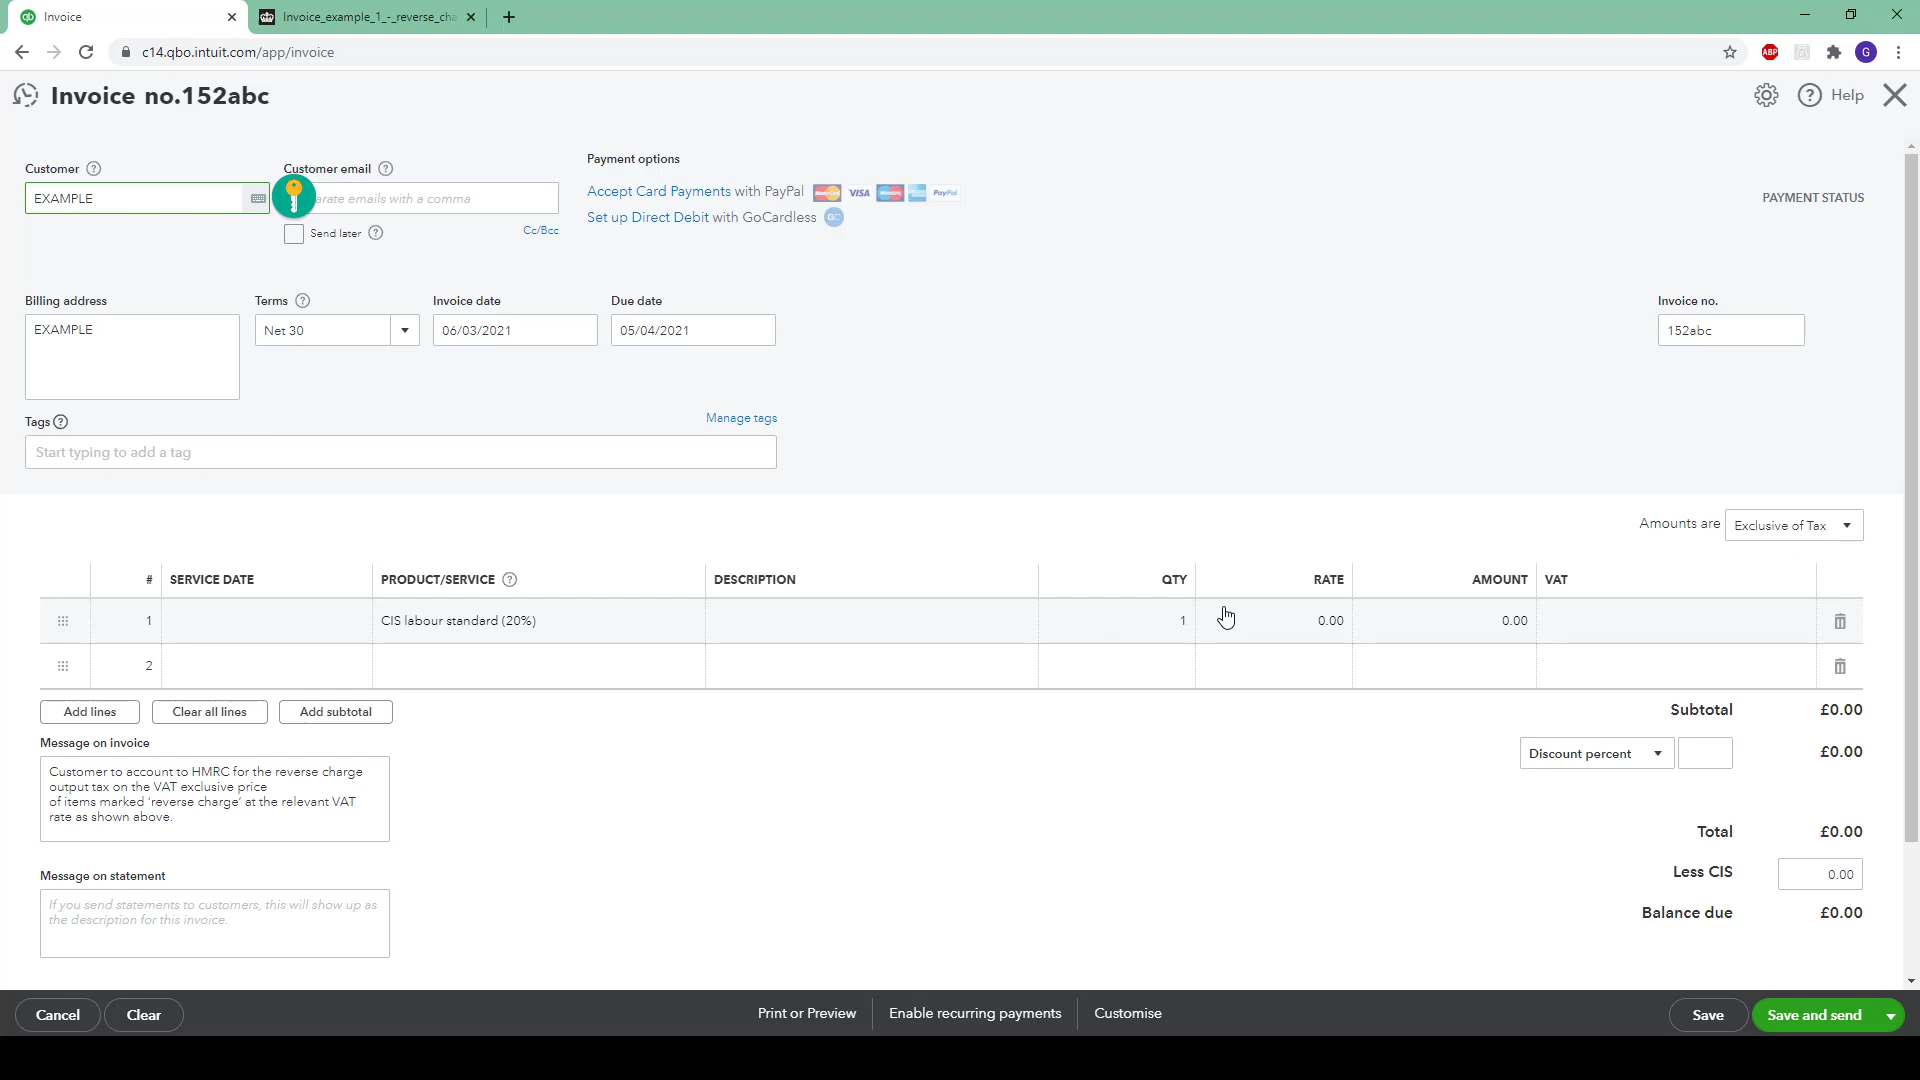 Invoice
Invoice_example_1_-_reverse_cha
c14.qbo.intuit.com/app/invoice
ABP
G
Invoice no.152abc
Help
Customer
Customer email
Payment options
EXAMPLE
arate emails with a comma
Accept Card Payments with PayPal
VISA
PayPal
PAYMENT STATUS
Set up Direct Debit with GoCardless
GC
Send later
Cc/Bcc
Billing address
Terms
Invoice date
Due date
Invoice no.
EXAMPLE
Net 30
06/03/2021
05/04/2021
152abc
Tags
Manage tags
Start typing to add a tag
Amounts are
Exclusive of Tax
# SERVICE DATE PRODUCT/SERVICE DESCRIPTION QTY RATE AMOUNT VAT
1 CIS labour standard (20%) 1 0.00 0.00
2
Add lines
Clear all lines
Add subtotal
Subtotal £0.00
Message on invoice
Discount percent
£0.00
Customer to account to HMRC for the reverse charge
output tax on the VAT exclusive price
of items marked ‘reverse charge’ at the relevant VAT
rate as shown above.
Total £0.00
Less CIS 0.00
Message on statement
Balance due £0.00
If you send statements to customers, this will show up as
the description for this invoice.
Cancel
Clear
Print or Preview
Enable recurring payments
Customise
Save
Save and send